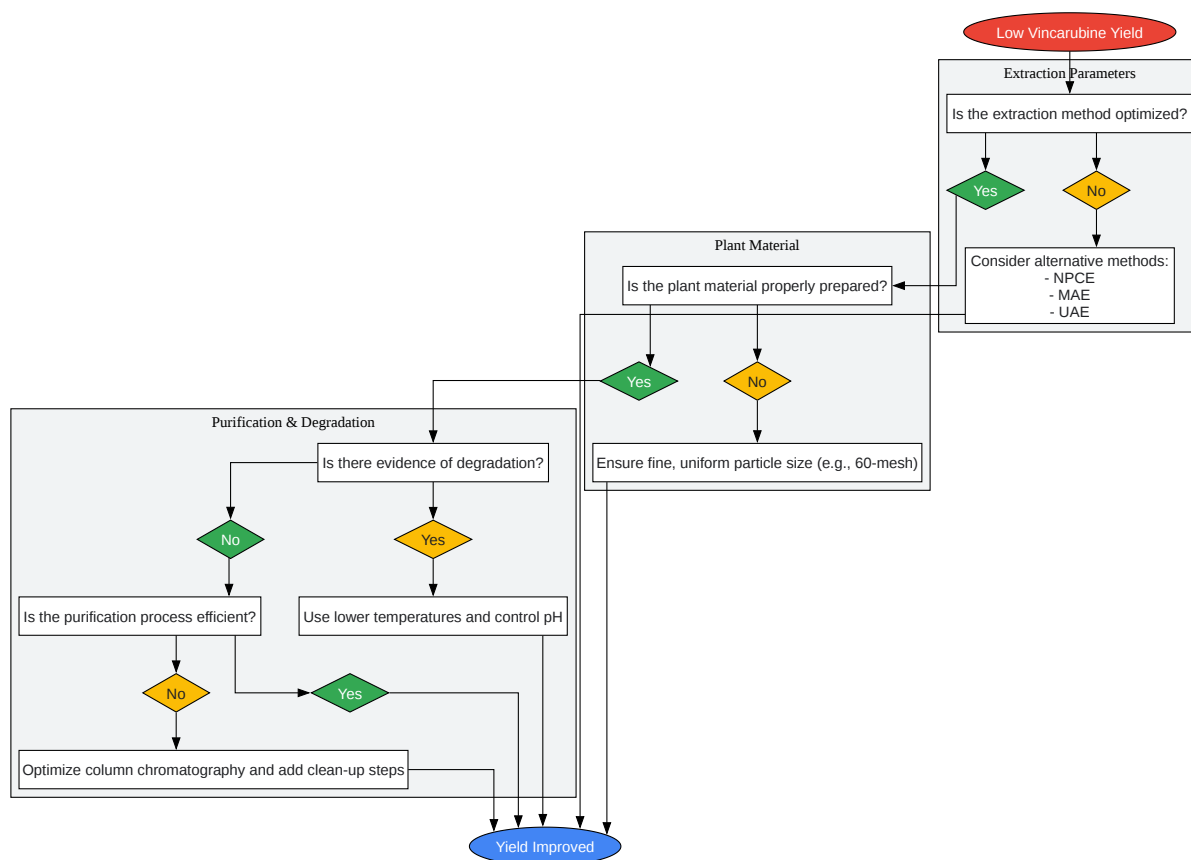 Low Vincarubine Yield
Extraction Parameters
Is the extraction method optimized?
Yes
No
Consider alternative methods:
- NPCE
- MAE
- UAE
Plant Material
Is the plant material properly prepared?
Yes
No
Ensure fine, uniform particle size (e.g., 60-mesh)
Purification & Degradation
Is there evidence of degradation?
No
Yes
Is the purification process efficient?
Use lower temperatures and control pH
No
Yes
Optimize column chromatography and add clean-up steps
Yield Improved